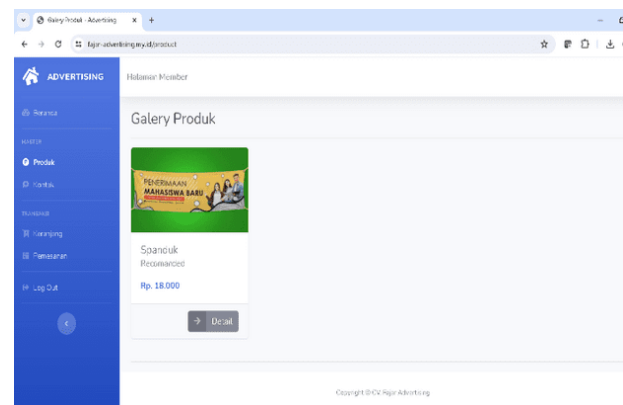 Galery Produk - Advertising
fajar-advertising.my.id/product
ADVERTISING
Halaman Member
Beranda
Galery Produk
Produk
Kontak
PENERIMAAN
MAHASISWA BARU
Keranjang
Pemesanan
Spanduk
Recomanded
Rp. 18.000
Log Out
Detail
Copyright © CV. Fajar Advertising